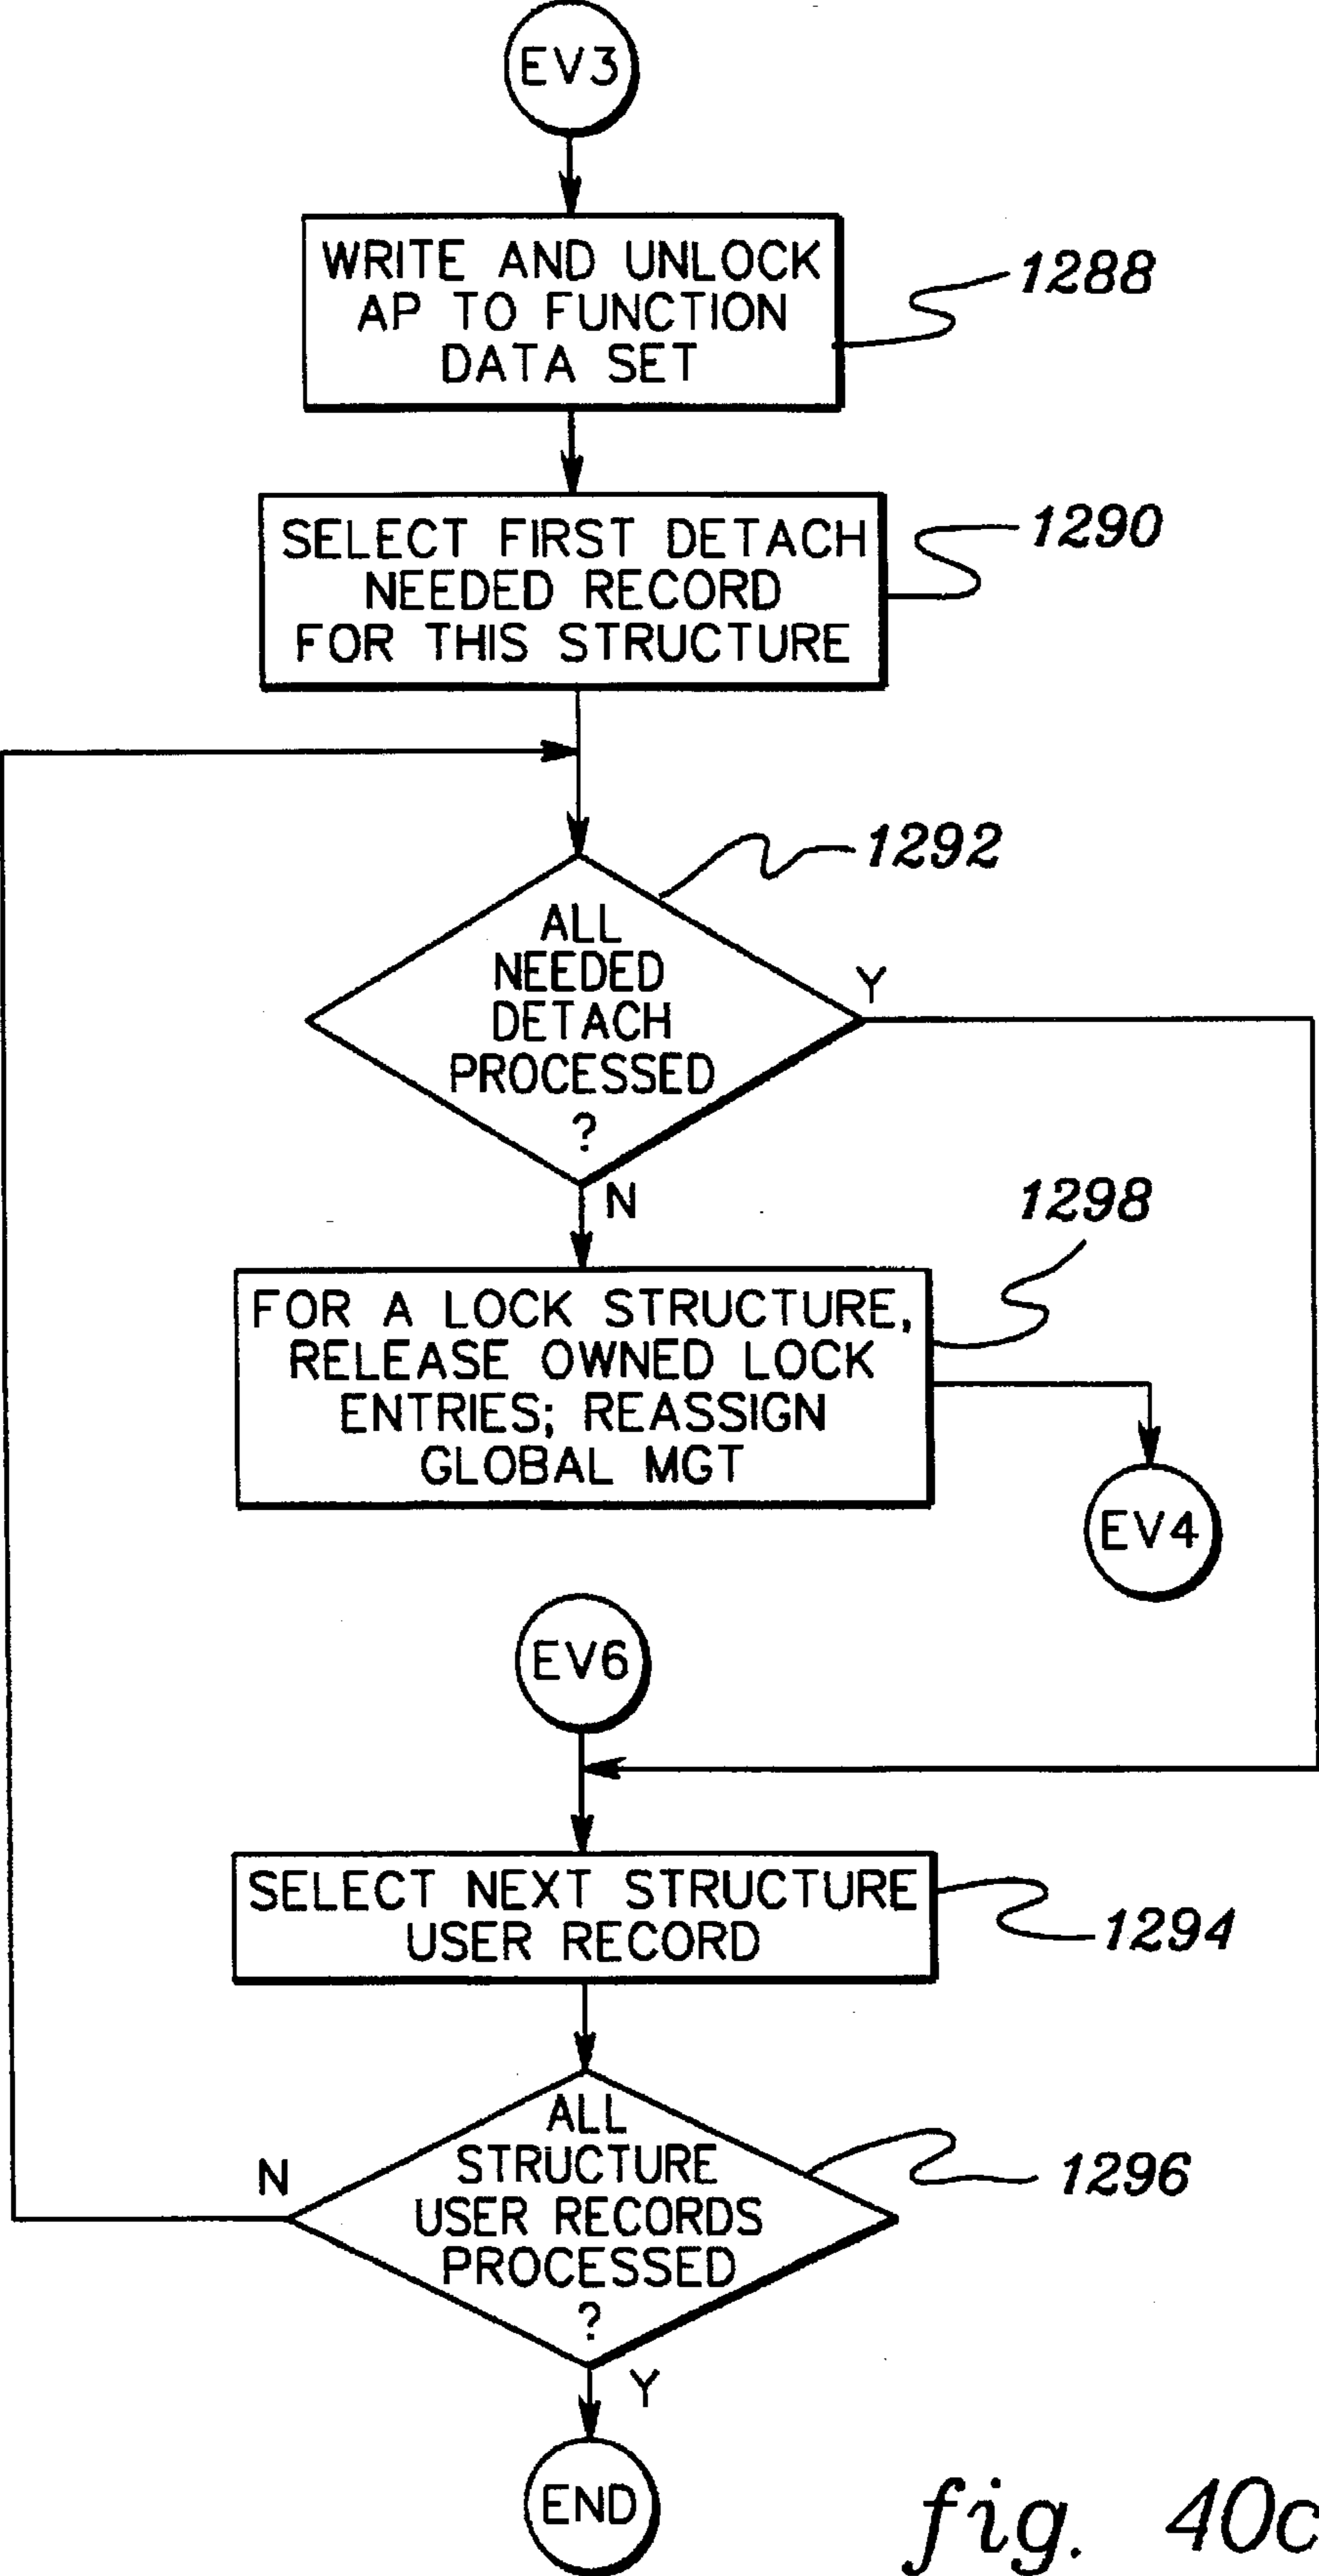 EV3
WRITE AND UNLOCK
AP TO FUNCTION
DATA SET
1288
SELECT FIRST DETACH
NEEDED RECORD
FOR THIS STRUCTURE
1290
1292
ALL
NEEDED
DETACH
PROCESSED
?
Y
N
1298
FOR A LOCK STRUCTURE,
RELEASE OWNED LOCK
ENTRIES; REASSIGN
GLOBAL MGT
EV4
EV6
SELECT NEXT STRUCTURE
USER RECORD
1294
ALL
STRUCTURE
USER RECORDS
PROCESSED
?
N
1296
Y
END
fig. 40c